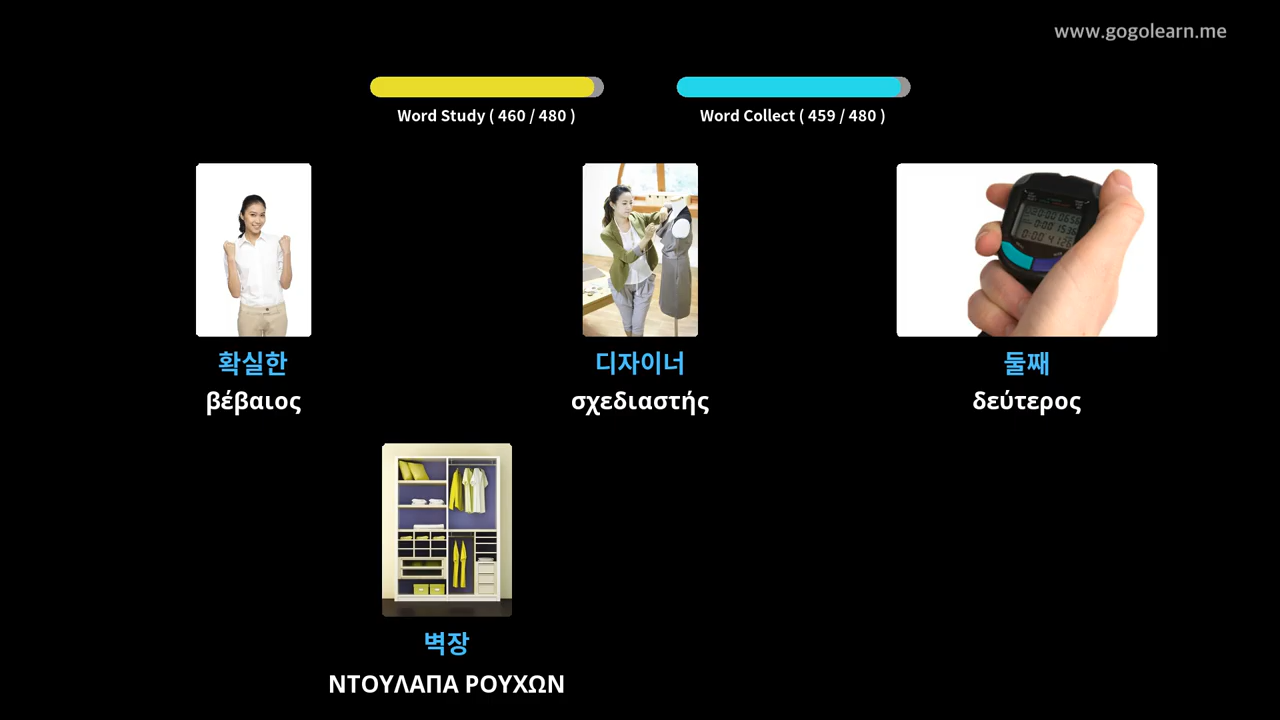 www.gogolearn.me
Word Study ( 460 / 480 )
Word Collect ( 459 / 480 )
확실한
βέβαιος
디자이너
σχεδιαστής
둘째
δεύτερος
벽장
ΝΤΟΥΛΑΠΑ ΡΟΥΧΩΝ